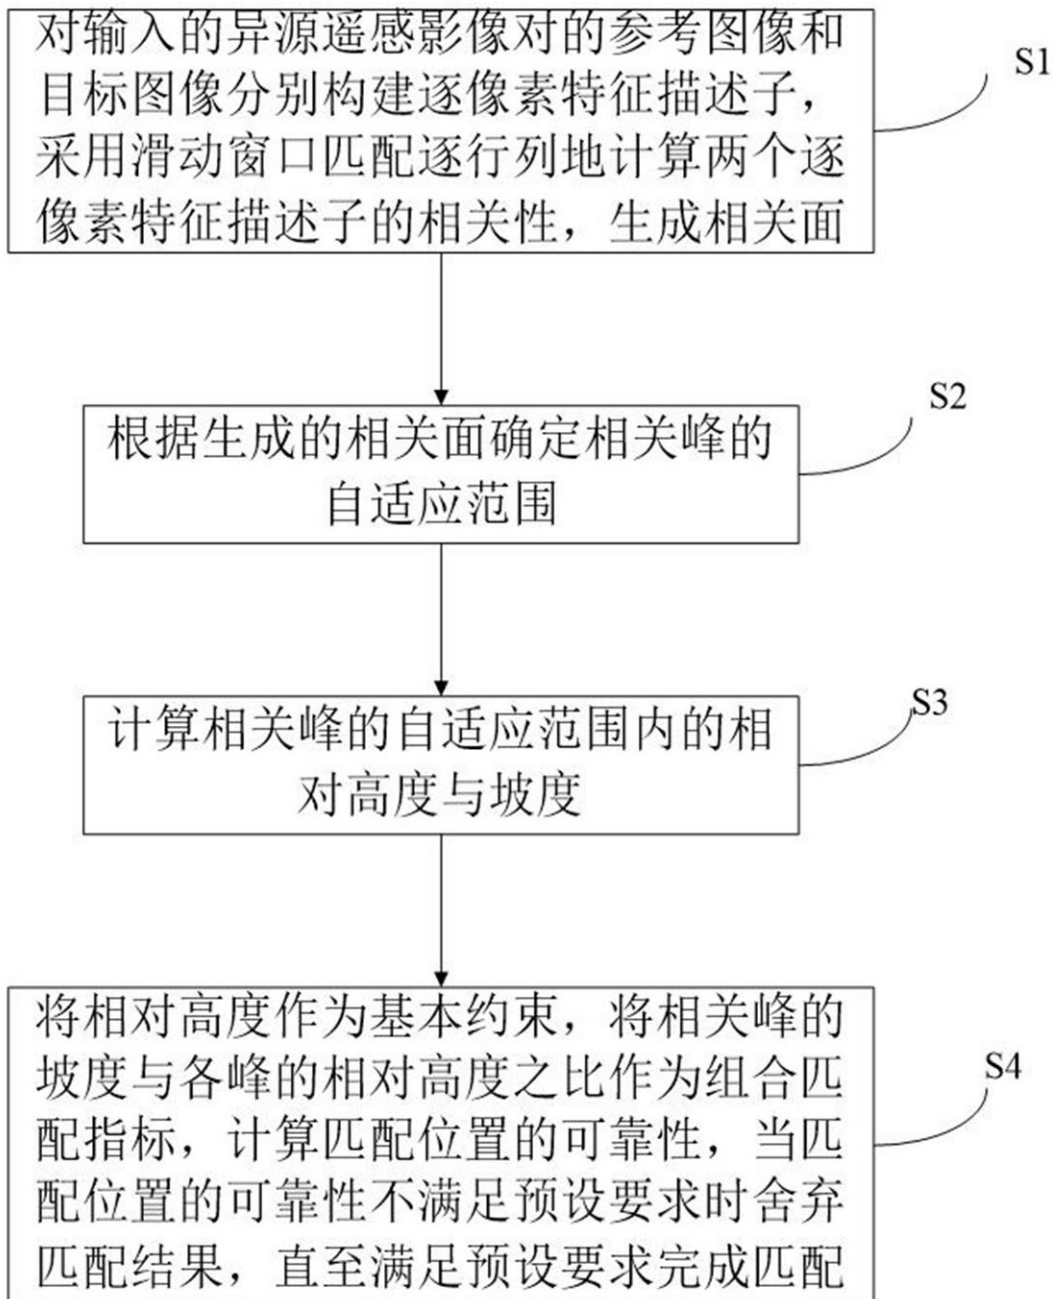 对输入的异源遥感影像对的参考图像和
目标图像分别构建逐像素特征描述子，
采用滑动窗口匹配逐行列地计算两个逐
像素特征描述子的相关性，生成相关面
S1
根据生成的相关面确定相关峰的
自适应范围
S2
计算相关峰的自适应范围内的相
对高度与坡度
S3
将相对高度作为基本约束，将相关峰的
坡度与各峰的相对高度之比作为组合匹
配指标，计算匹配位置的可靠性，当匹
配位置的可靠性不满足预设要求时舍弃
匹配结果，直至满足预设要求完成匹配
S4